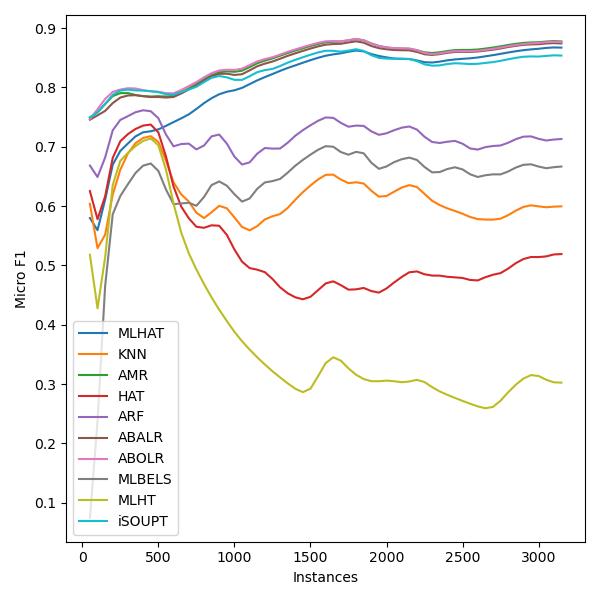 0.9
0.8
0.7
0.6
0.5
0.4
0.3
0.2
0.1
Micro F1
MLHAT
KNN
AMR
HAT
ARF
ABALR
ABOLR
MLBELS
MLHT
iSOUPT
0 500 1000 1500 2000 2500 3000
Instances